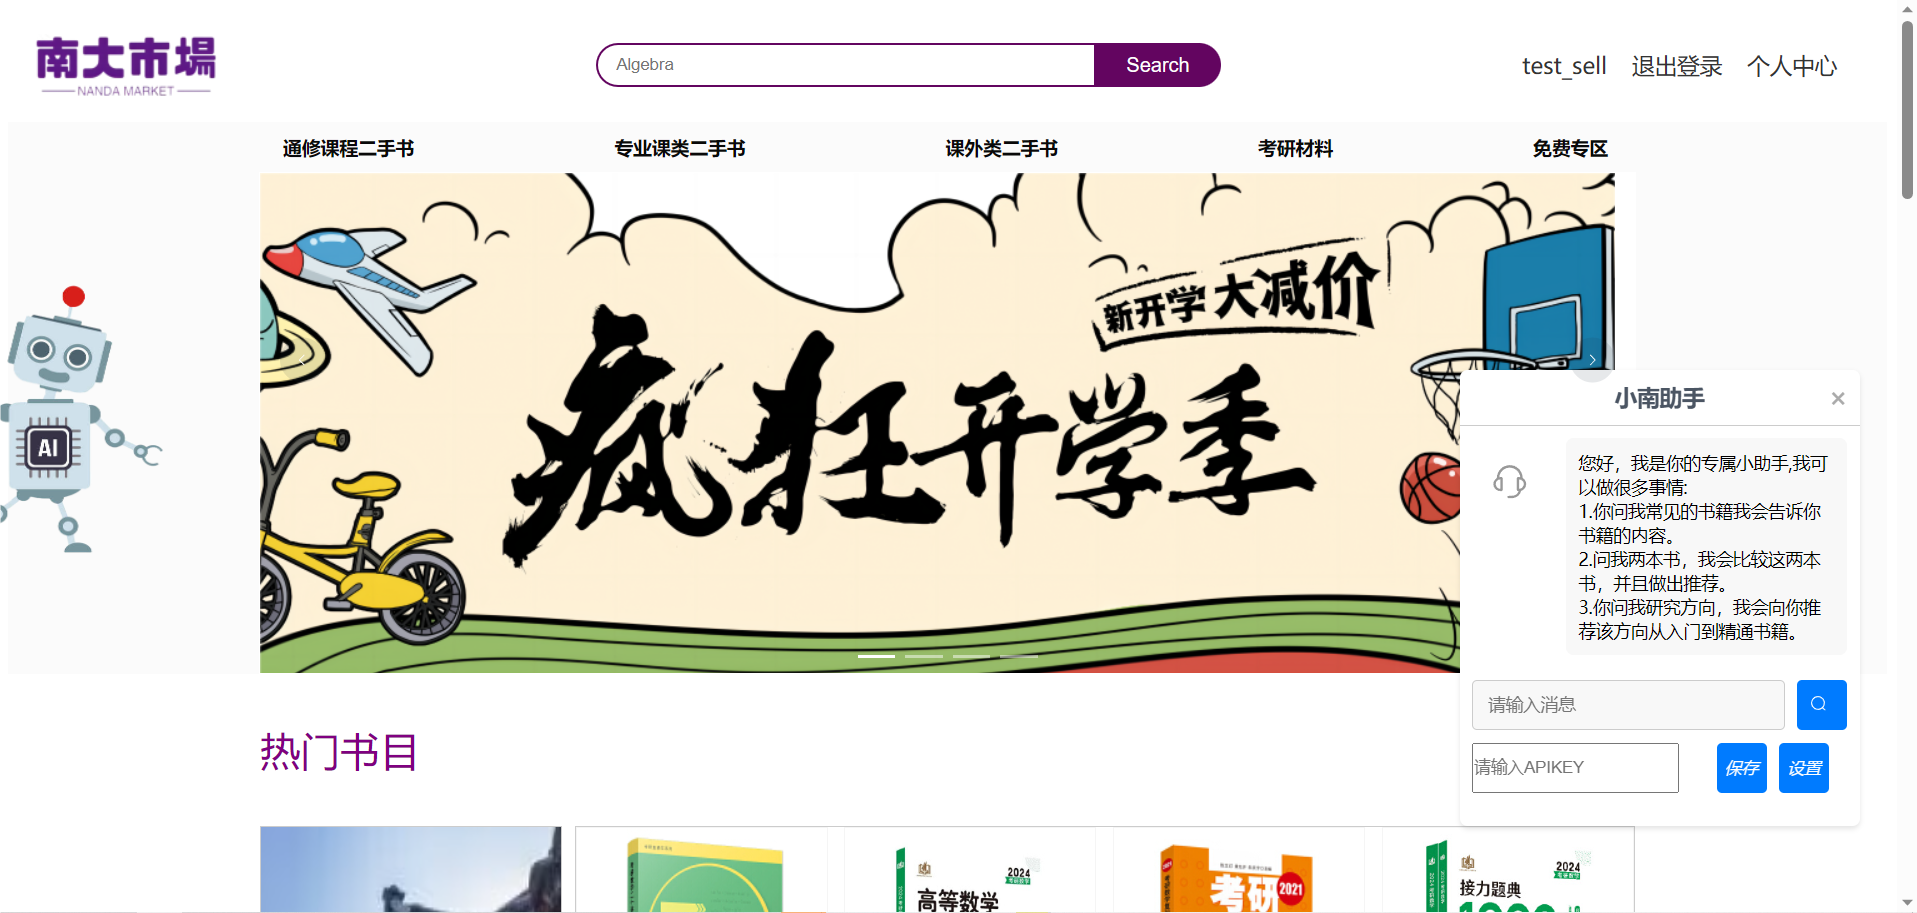 南大市場
NANDA MARKET
Algebra
Search
test_sell 退出登录 个人中心
通修课程二手书 专业课类二手书 课外类二手书 考研材料 免费专区
新开学 大减价
疯狂开学季
AI
小南助手
您好，我是你的专属小助手,我可
以做很多事情:
1.你问我常见的书籍我会告诉你
书籍的内容。
2.问我两本书，我会比较这两本
书，并且做出推荐。
3.你问我研究方向，我会向你推
荐该方向从入门到精通书籍。
请输入消息
请输入APIKEY
保存 设置
热门书目
2024
高等数学
考研
2021
2024
接力题典